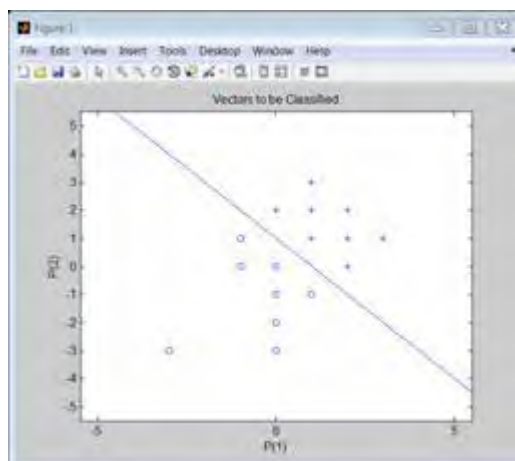 Figure 1
File Edit View Insert Tools Desktop Window Help
Vectors to be Classified
5
4
3
2
1
0
-1
-2
-3
-4
-5
P(2)
-5 0 5
P(1)